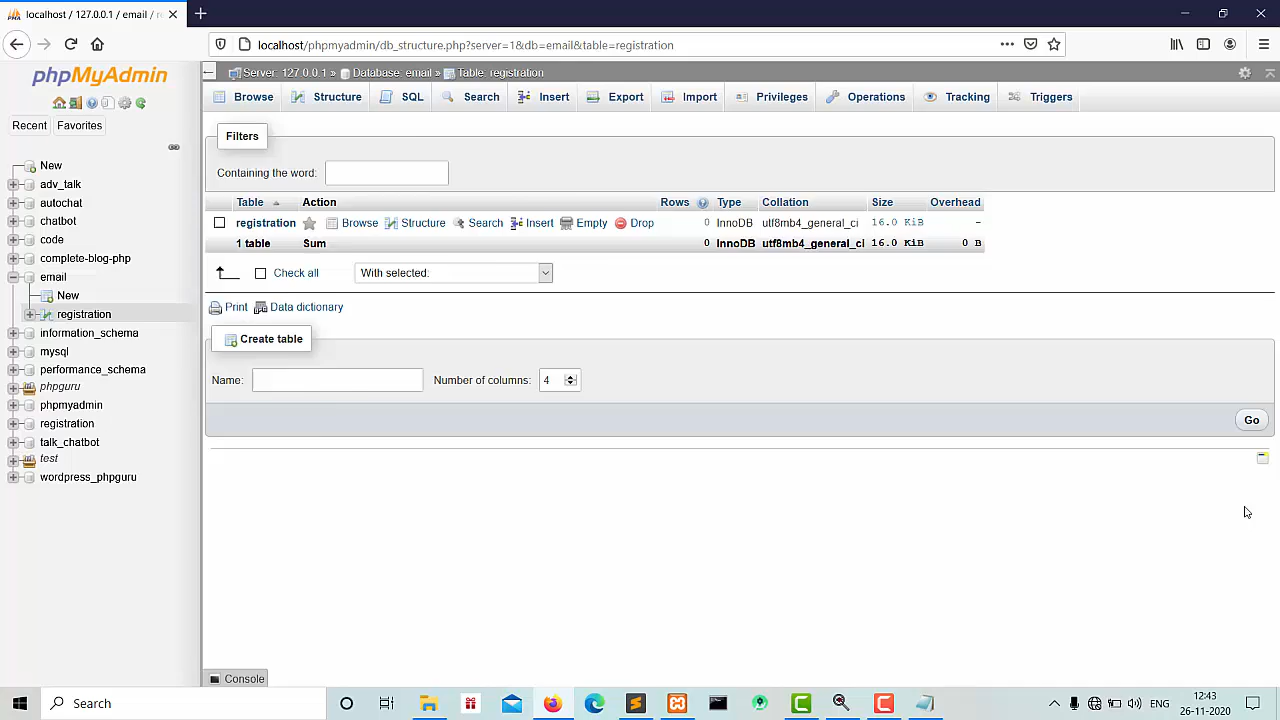 localhost / 127.0.0.1 / email / r
localhost/phpmyadmin/db_structure.php?server=1&db=email&table=registration
phpMyAdmin
Recent Favorites
New
adv_talk
autochat
chatbot
code
complete-blog-php
email
New
registration
information_schema
mysql
performance_schema
phpguru
phpmyadmin
registration
talk_chatbot
test
wordpress_phpguru
Server: 127.0.0.1 » Database: email » Table: registration
Browse Structure SQL Search Insert Export Import Privileges Operations Tracking Triggers
Filters
Containing the word:
Table Action Rows Type Collation Size Overhead
registration Browse Structure Search Insert Empty Drop 0 InnoDB utf8mb4_general_ci 16.0 KiB -
1 table Sum 0 InnoDB utf8mb4_general_ci 16.0 KiB 0 B
Check all With selected:
Print Data dictionary
Create table
Name: Number of columns: 4
Go
Console
Search
ENG
12:43
26-11-2020